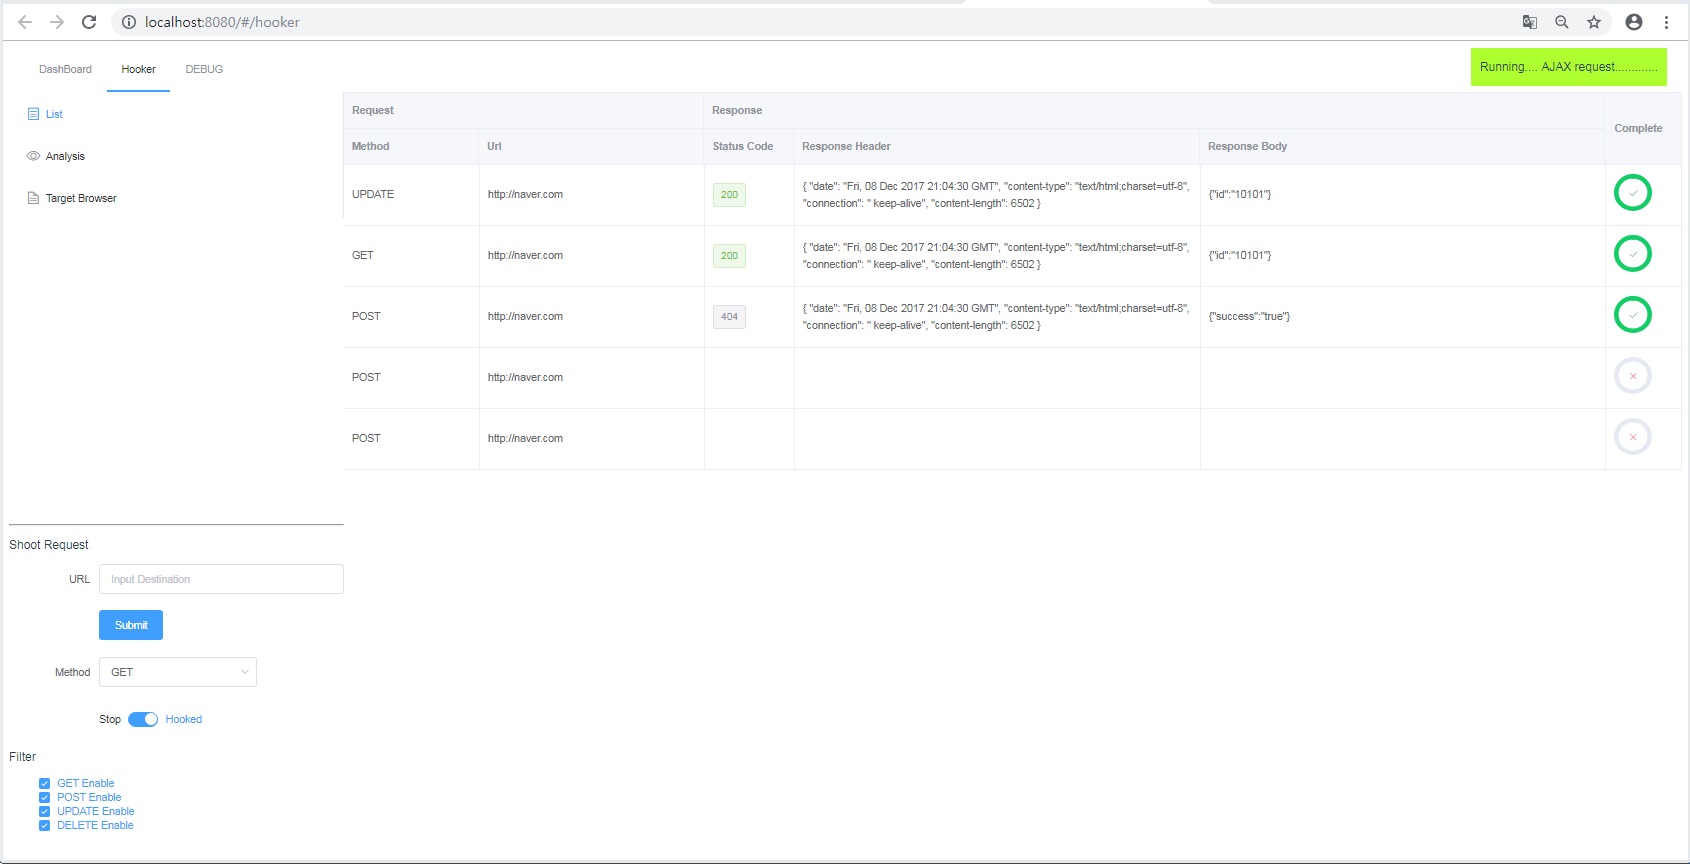 localhost:8080/#/hooker
DashBoard Hooker DEBUG
Running.... AJAX request.............
List
Analysis
Target Browser
Request Response Complete
Method Url Status Code Response Header Response Body
UPDATE http://naver.com 200 { "date": "Fri, 08 Dec 2017 21:04:30 GMT", "content-type": "text/html;charset=utf-8", {"id":"10101"}
"connection": " keep-alive", "content-length": 6502 }
GET http://naver.com 200 { "date": "Fri, 08 Dec 2017 21:04:30 GMT", "content-type": "text/html;charset=utf-8", {"id":"10101"}
"connection": " keep-alive", "content-length": 6502 }
POST http://naver.com 404 { "date": "Fri, 08 Dec 2017 21:04:30 GMT", "content-type": "text/html;charset=utf-8", {"success":"true"}
"connection": " keep-alive", "content-length": 6502 }
POST http://naver.com
POST http://naver.com
Shoot Request
URL Input Destination
Submit
Method GET
Stop Hooked
Filter
GET Enable
POST Enable
UPDATE Enable
DELETE Enable